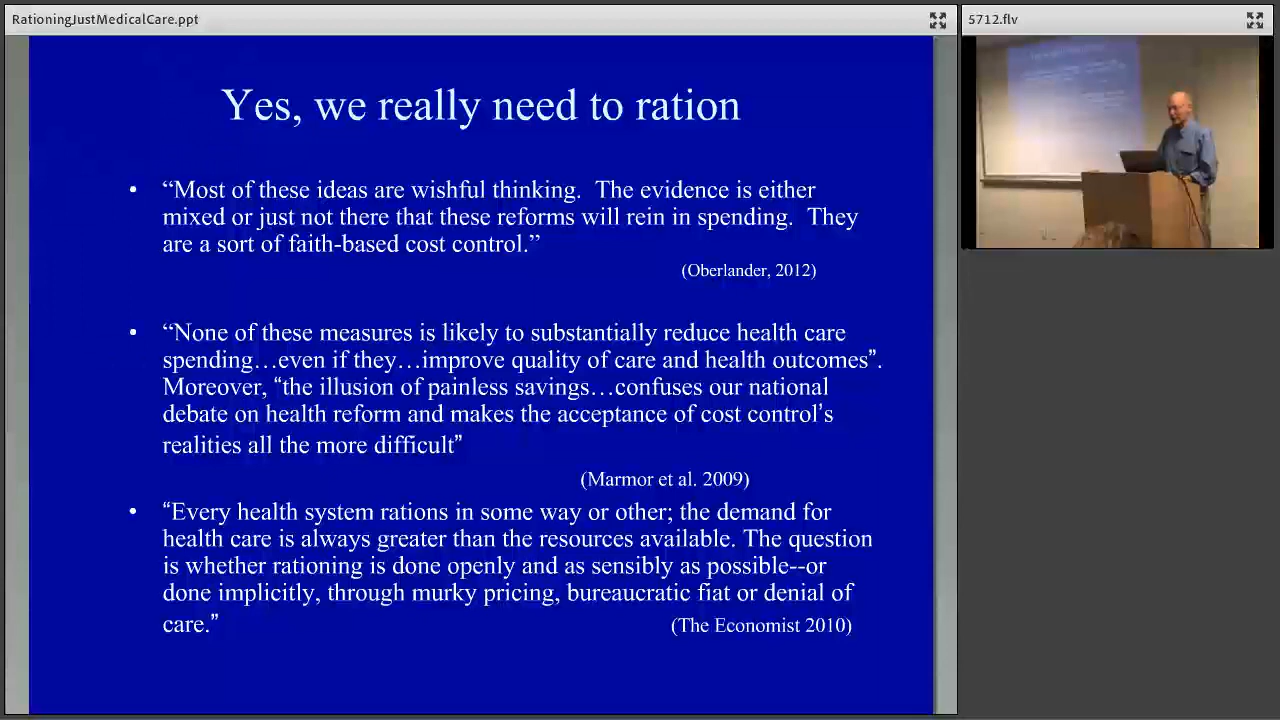 RationingJustMedicalCare.ppt
5712.flv
Yes, we really need to ration
• “Most of these ideas are wishful thinking.  The evidence is either
mixed or just not there that these reforms will rein in spending.  They
are a sort of faith-based cost control.”
(Oberlander, 2012)
• “None of these measures is likely to substantially reduce health care
spending…even if they…improve quality of care and health outcomes”.
Moreover, “the illusion of painless savings…confuses our national
debate on health reform and makes the acceptance of cost control’s
realities all the more difficult”
(Marmor et al. 2009)
• “Every health system rations in some way or other; the demand for
health care is always greater than the resources available. The question
is whether rationing is done openly and as sensibly as possible--or
done implicitly, through murky pricing, bureaucratic fiat or denial of
care.” (The Economist 2010)